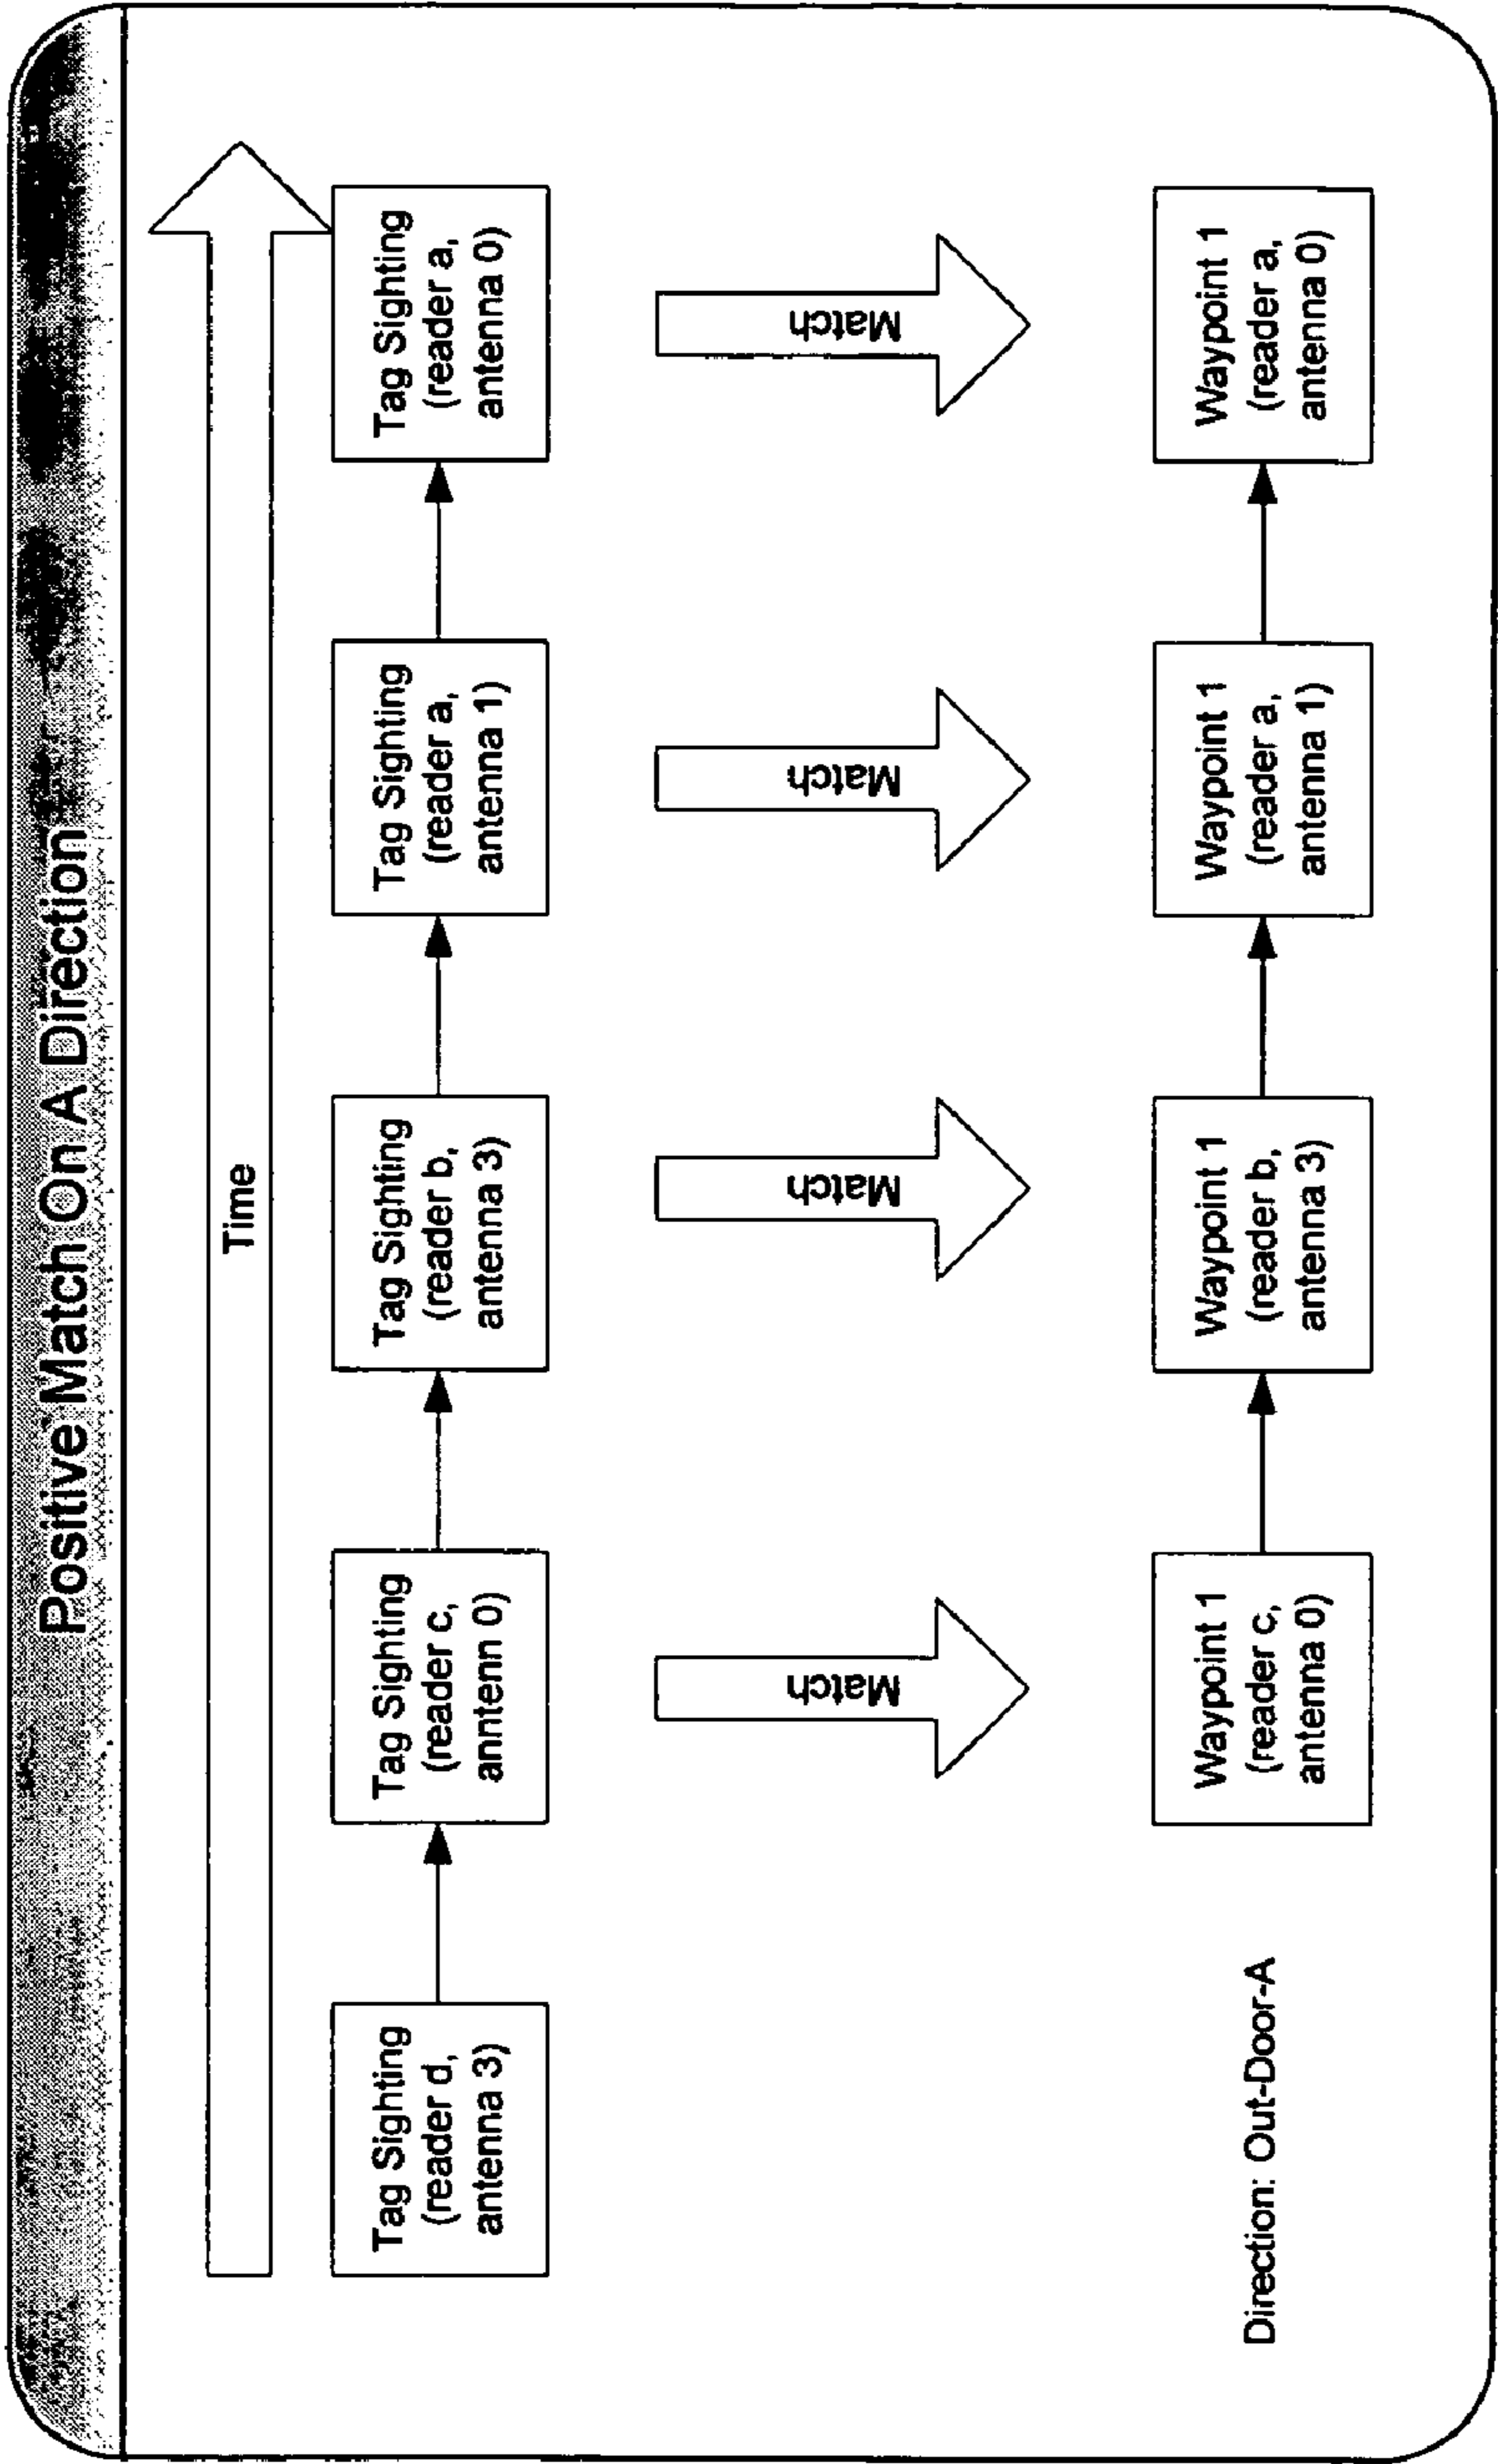 Positive Match On A Direction
Time
Tag Sighting
(reader d,
antenna 3)
Tag Sighting
(reader c,
anntenn 0)
Tag Sighting
(reader b,
antenna 3)
Tag Sighting
(reader a,
antenna 1)
Tag Sighting
(reader a,
antenna 0)
Match
Match
Match
Match
Direction: Out-Door-A
Waypoint 1
(reader c,
antenna 0)
Waypoint 1
(reader b,
antenna 3)
Waypoint 1
(reader a,
antenna 1)
Waypoint 1
(reader a,
antenna 0)